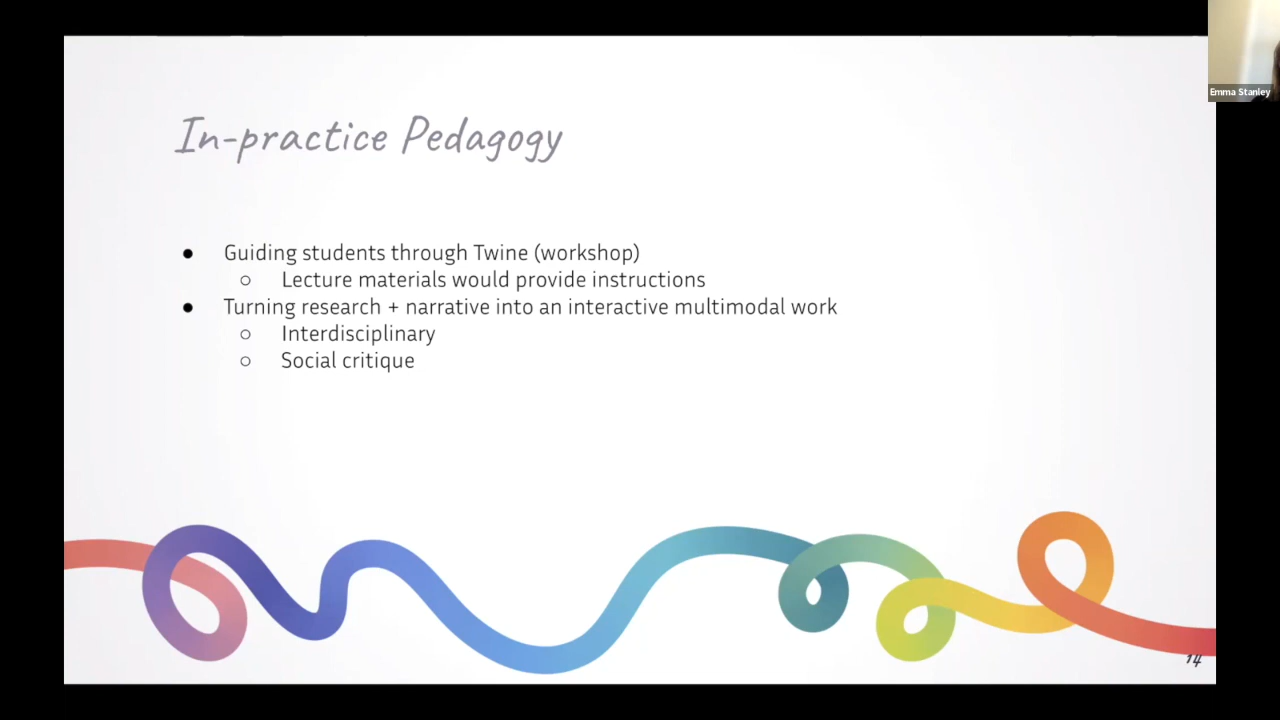 Emma Stanley
In-practice Pedagogy
● Guiding students through Twine (workshop)
○ Lecture materials would provide instructions
● Turning research + narrative into an interactive multimodal work
○ Interdisciplinary
○ Social critique
14